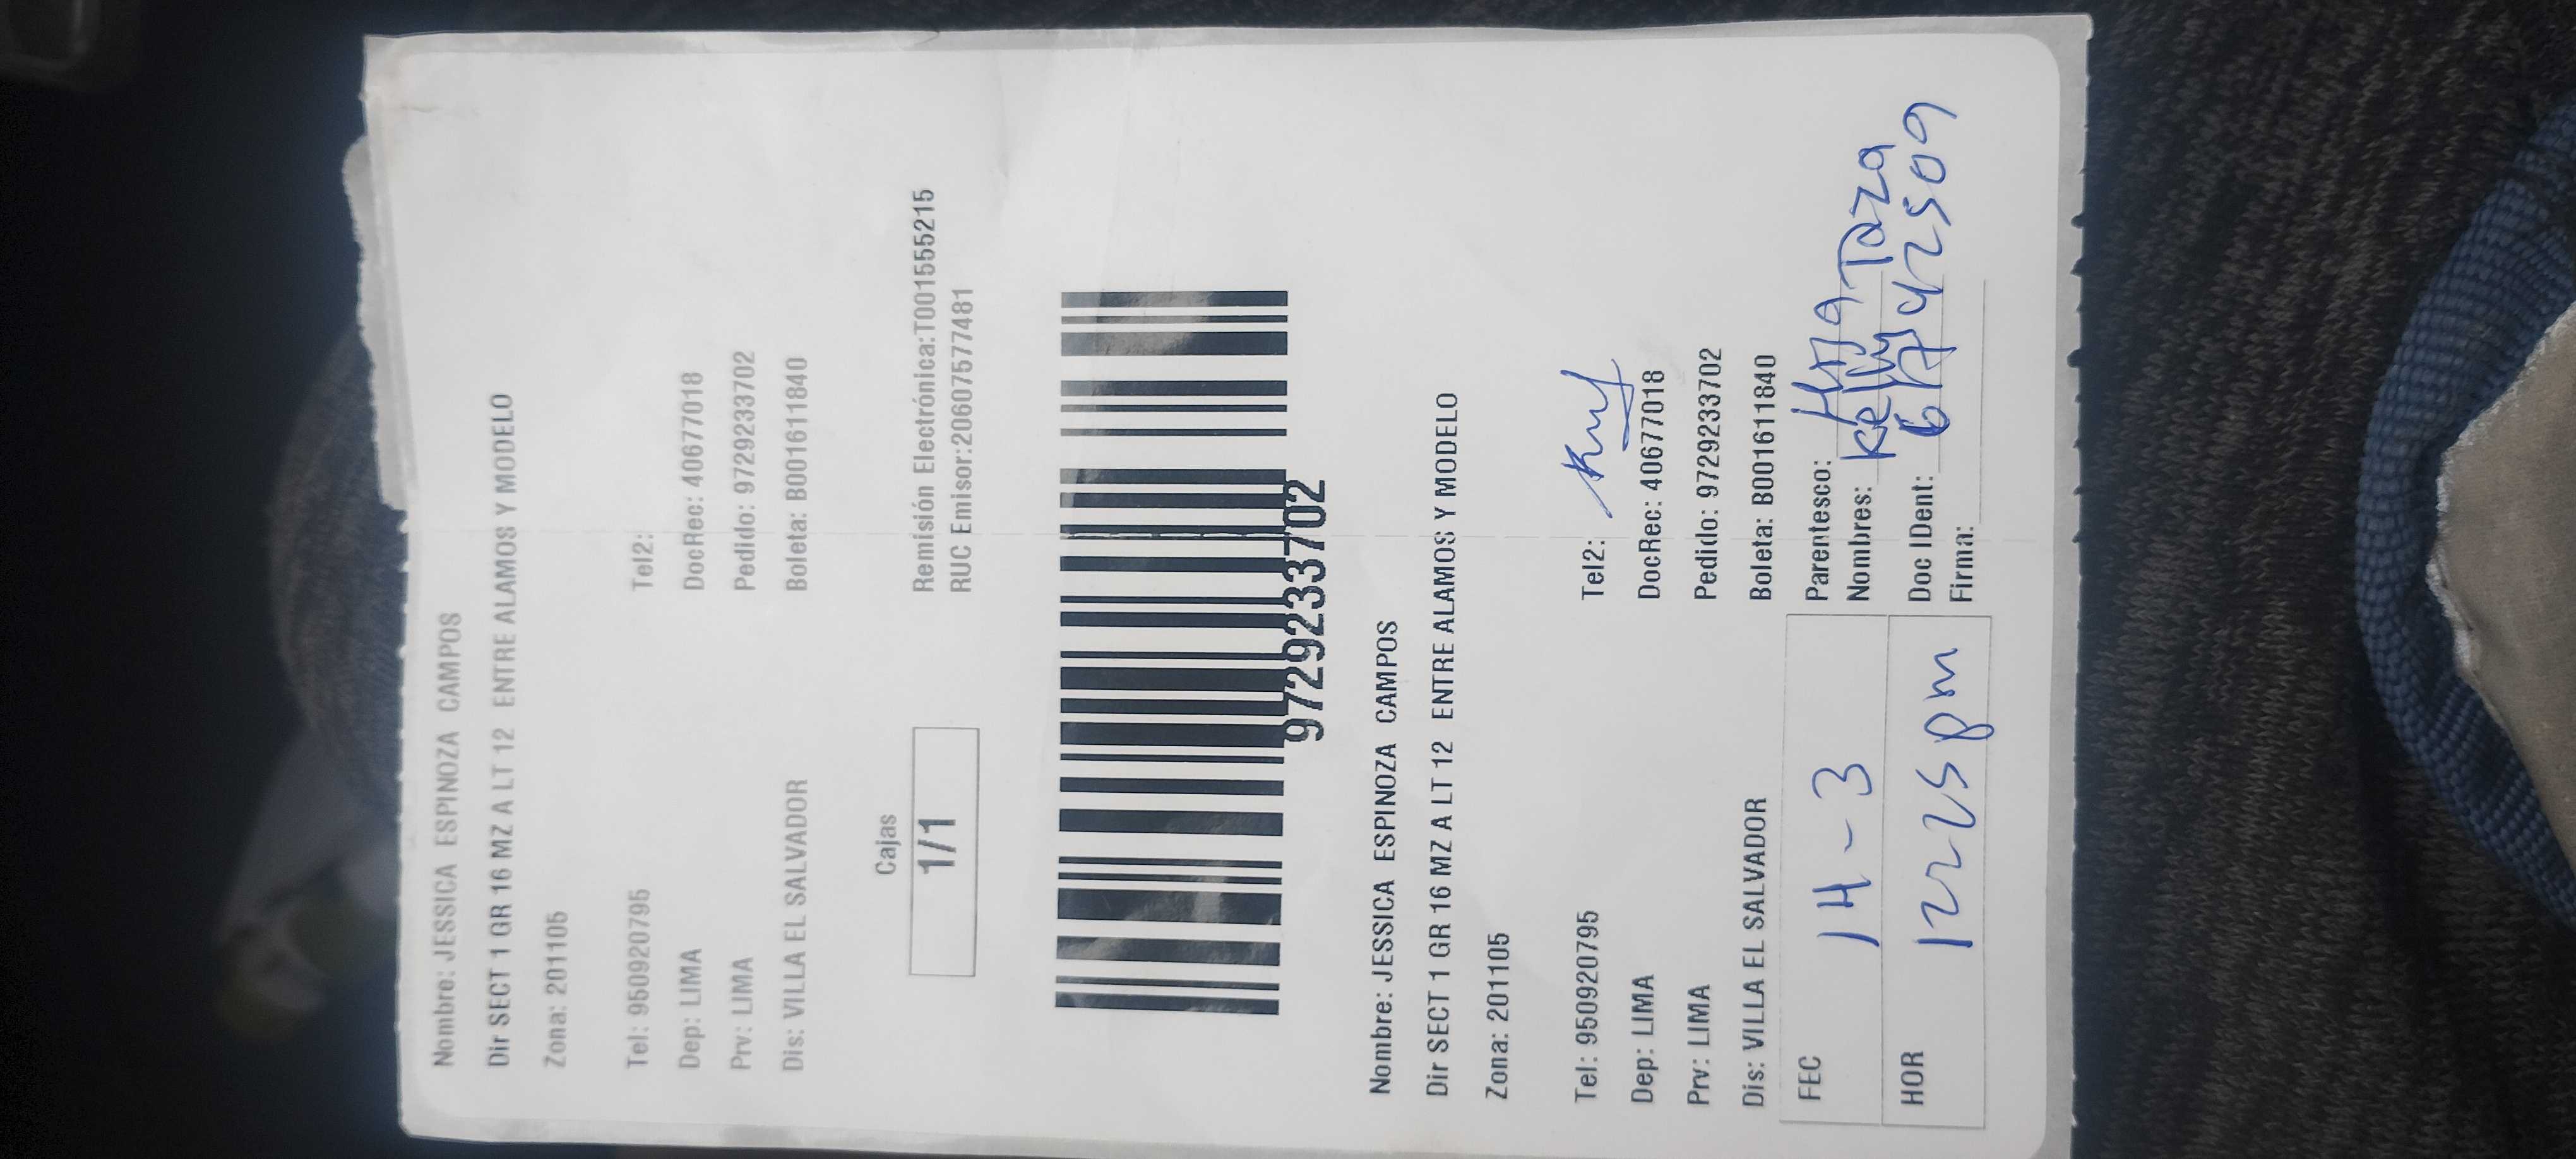 Nombre: JESSICA ESPINOZA CAMPOS
Dir SECT 1 GR 16 MZ A LT 12 ENTRE ALAMOS Y MODELO
Zona: 201105
Tel: 950920795 Tel2:
Dep: LIMA DocRec: 40677018
Prv: LIMA Pedido: 9729233702
Dis: VILLA EL SALVADOR Boleta: B001611840
Cajas
1/1
Remisión Electrónica:T001555215
RUC Emisor:20607577481
9729233702
Nombre: JESSICA ESPINOZA CAMPOS
Dir SECT 1 GR 16 MZ A LT 12 ENTRE ALAMOS Y MODELO
Zona: 201105
Tel: 950920795 Tel2:
Dep: LIMA DocRec: 40677018
Prv: LIMA Pedido: 9729233702
Dis: VILLA EL SALVADOR Boleta: B001611840
FEC 14-3 Parentesco: Hija
Nombres: Kelly Taza
HOR 1225pm Doc IDent:
Firma: